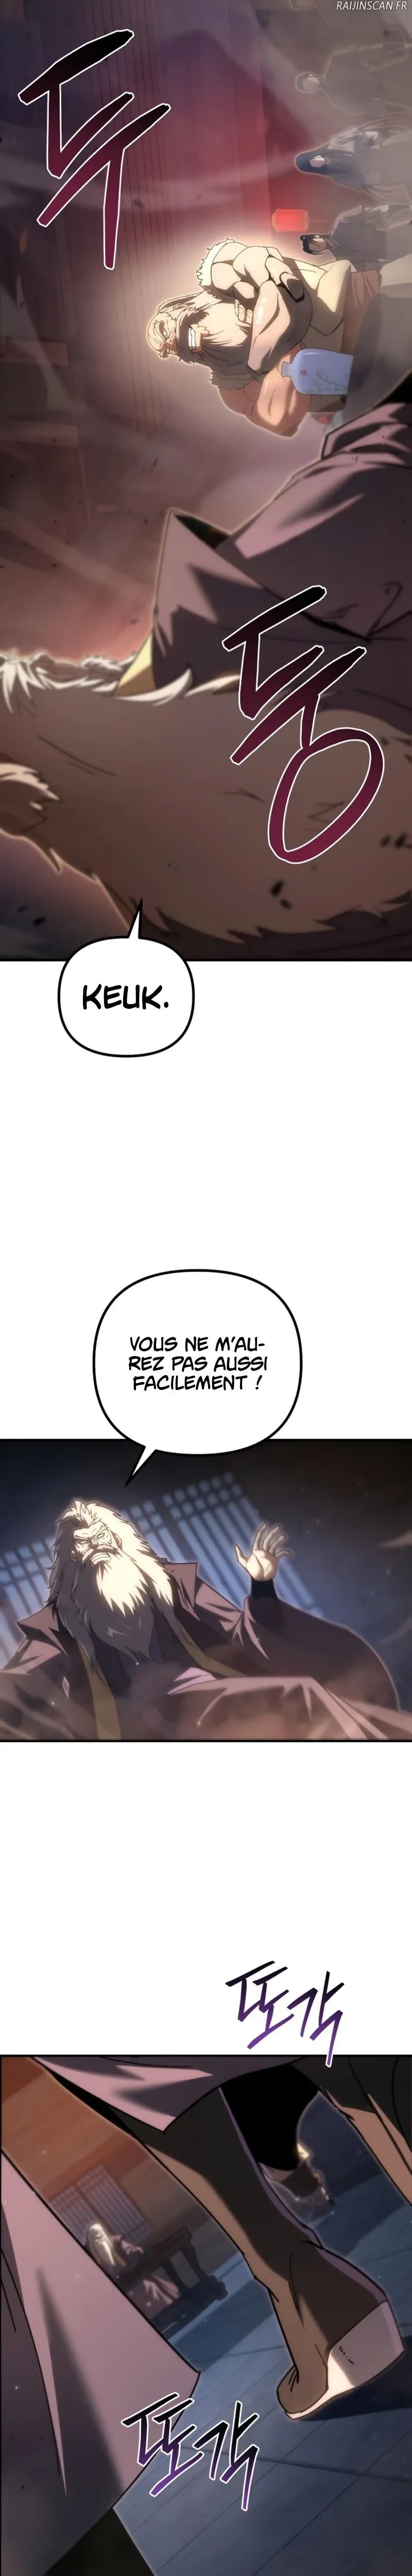 RAIJINSCAN.FR
두
둥
KEUK.
VOUS NE M'AU-
REZ PAS AUSSI
FACILEMENT !
또각
또각